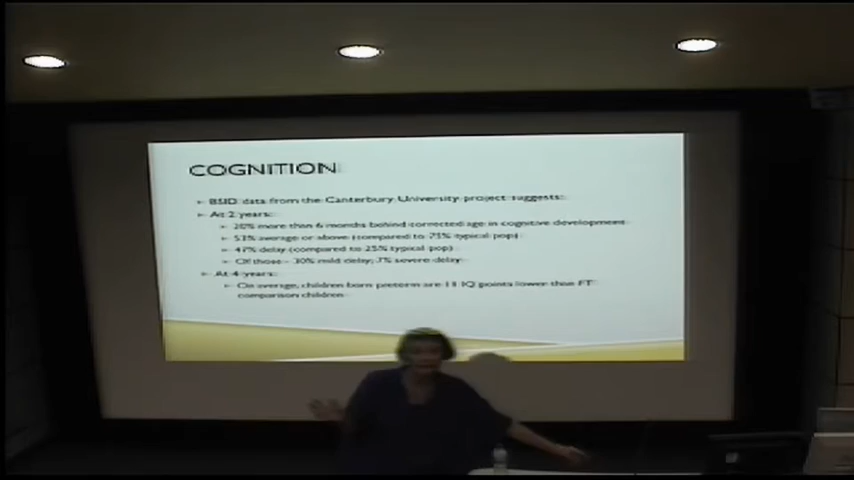 COGNITION
BSID data from the Canterbury University project suggests:
At 2 years:
20% more than 6 months behind corrected age in cognitive development
53% average or above (compared to 75% typical pop)
47% delay (compared to 25% typical pop)
Of those - 30% mild delay; 7% severe delay
At 4 years:
On average, children born preterm are 11 IQ points lower than FT
comparison children